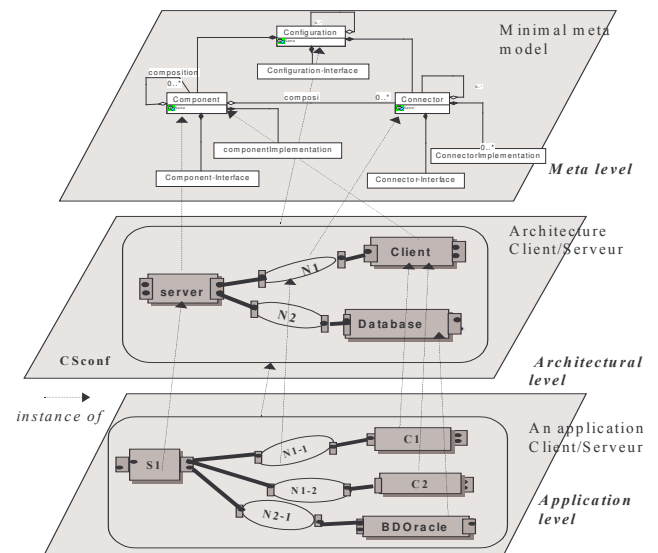 Configuration
Minimal meta
model
Configuration-Interface
composition
0..*
Component
composi
0..*
Connector
componentImplementation
0..*
ConnectorImplementation
Component-Interface
Connector-Interface
Meta level
Architecture
Client/Serveur
Client
N1
server
N2
Database
CSconf
Architectural
level
instance of
An application
Client/Serveur
N1-1
C1
S1
N1-2
C2
N2-1
BDOracle
Application
level